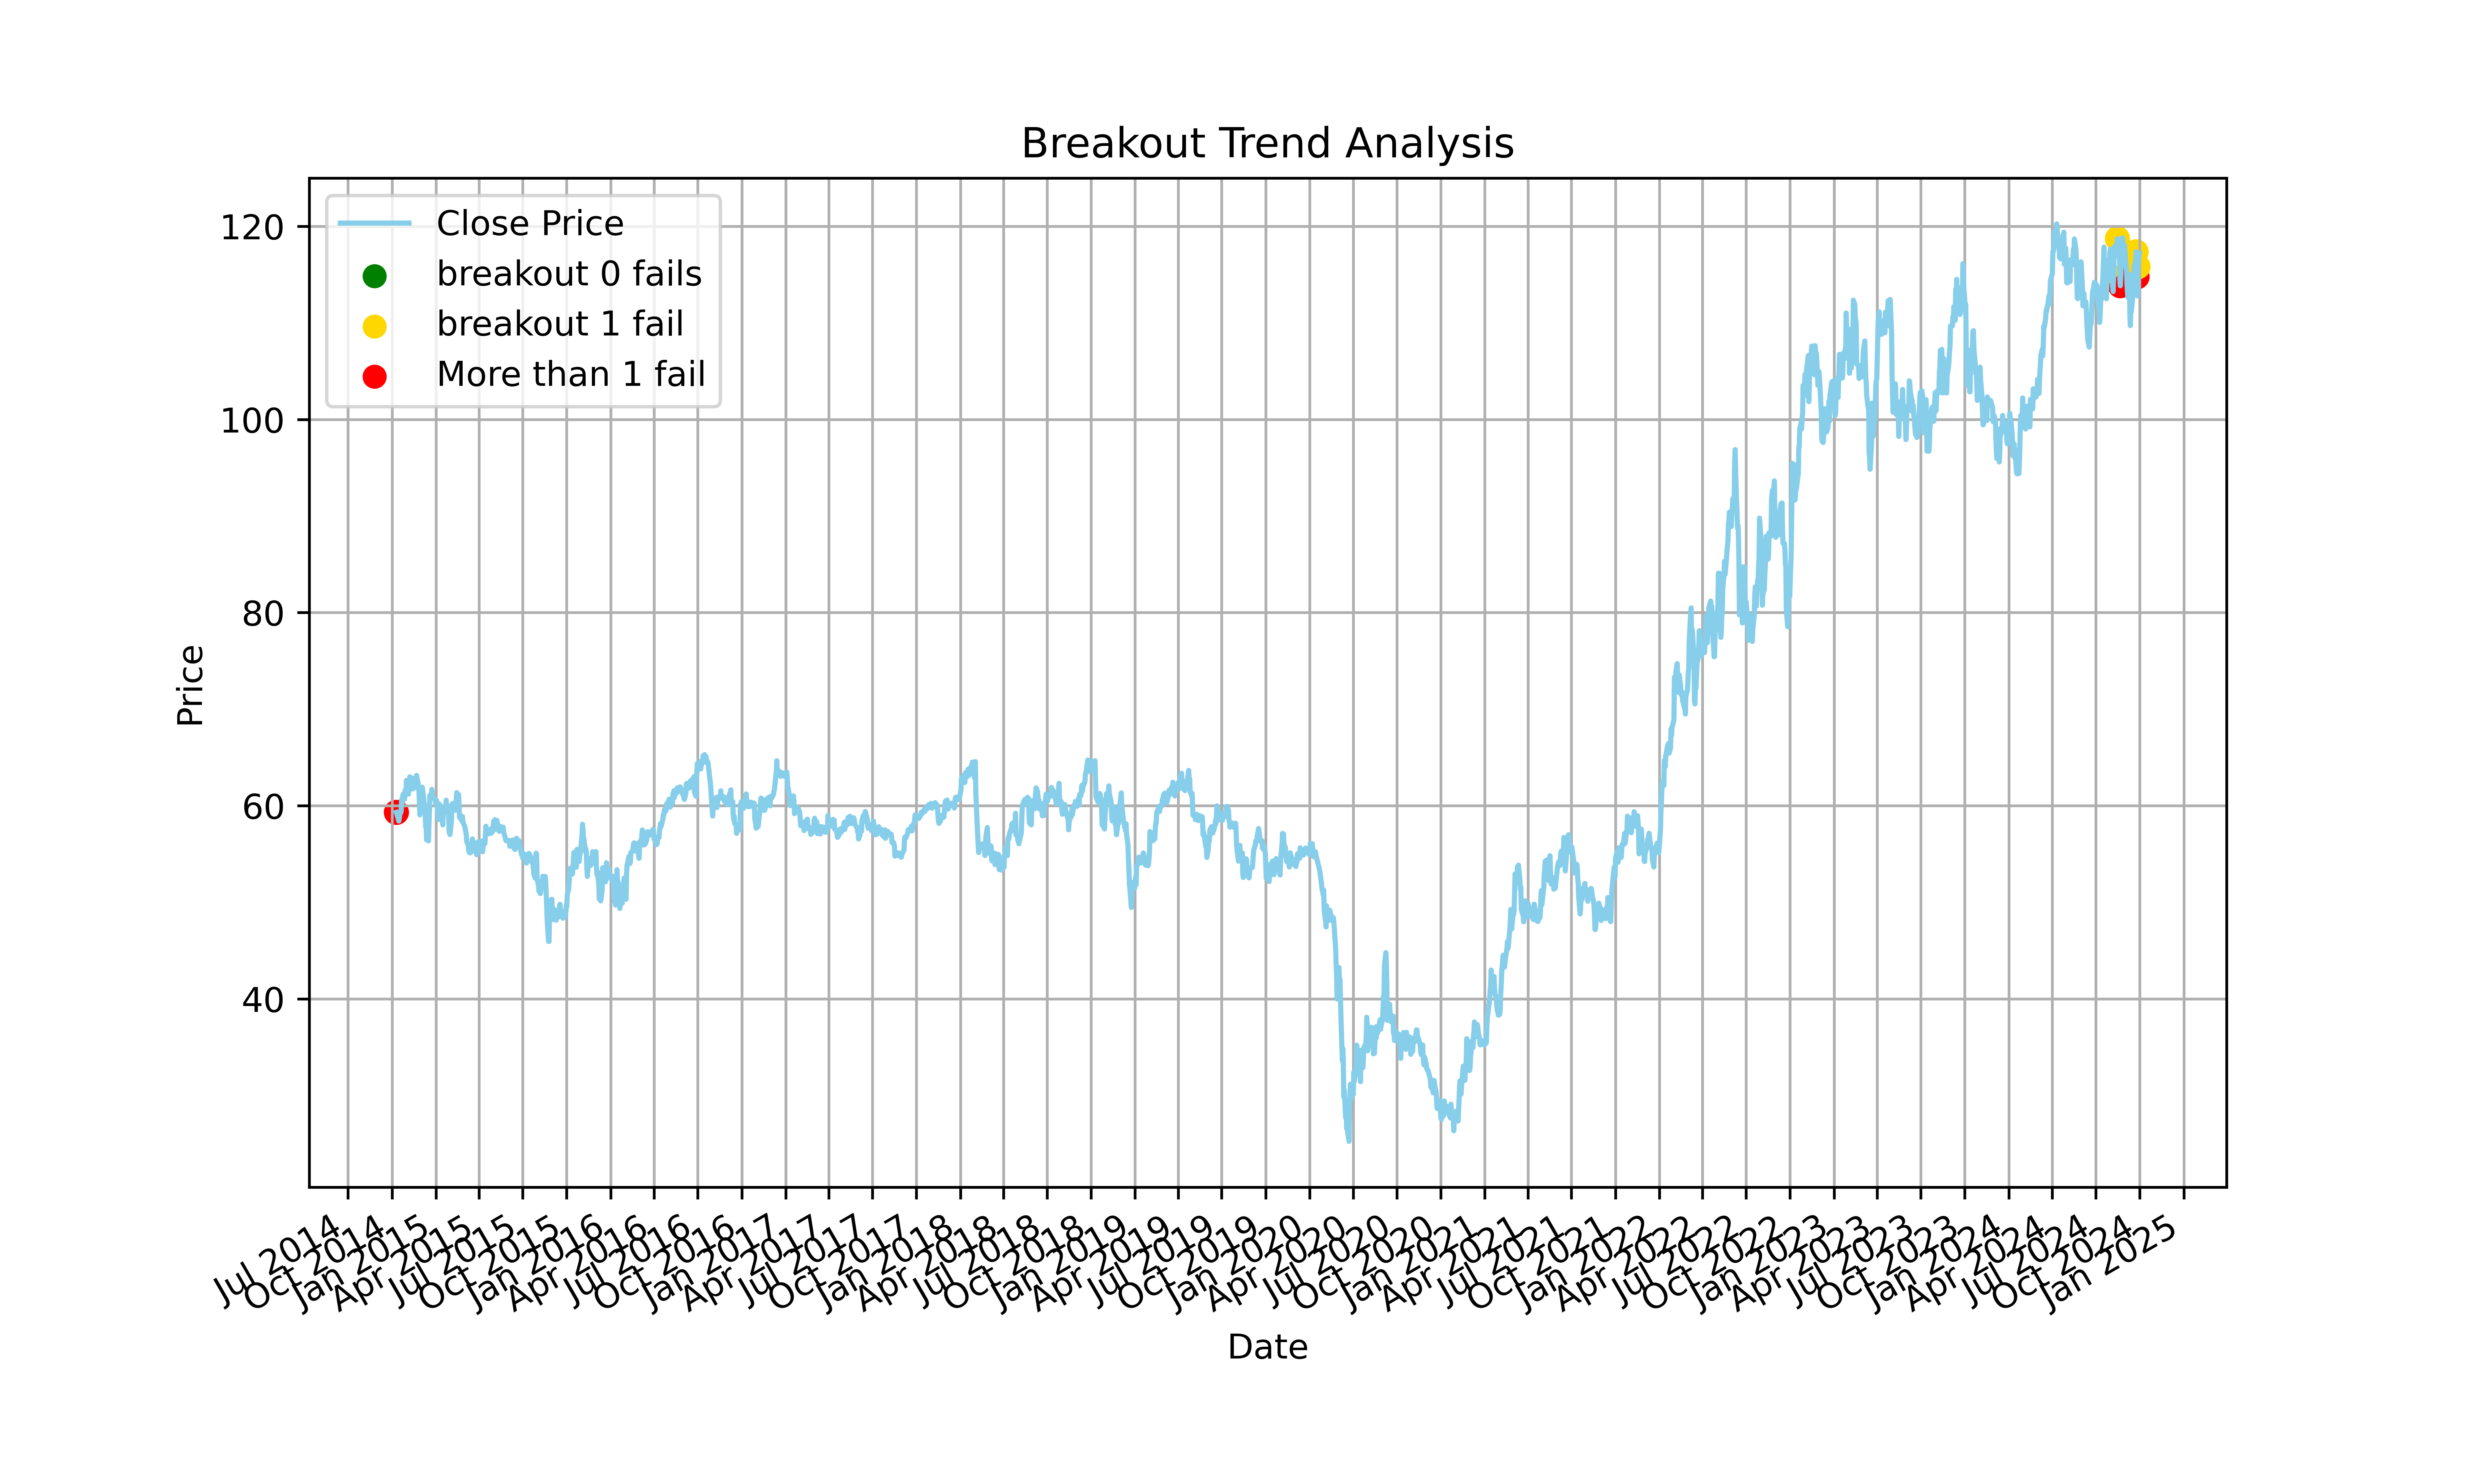 Breakout Trend Analysis
Close Price
breakout 0 fails
breakout 1 fail
More than 1 fail
120
100
80
60
40
Price
Jul 2014
Oct 2014
Jan 2015
Apr 2015
Jul 2015
Oct 2015
Jan 2016
Apr 2016
Jul 2016
Oct 2016
Jan 2017
Apr 2017
Jul 2017
Oct 2017
Jan 2018
Apr 2018
Jul 2018
Oct 2018
Jan 2019
Apr 2019
Jul 2019
Oct 2019
Jan 2020
Apr 2020
Jul 2020
Oct 2020
Jan 2021
Apr 2021
Jul 2021
Oct 2021
Jan 2022
Apr 2022
Jul 2022
Oct 2022
Jan 2023
Apr 2023
Jul 2023
Oct 2023
Jan 2024
Apr 2024
Jul 2024
Oct 2024
Jan 2025
Date